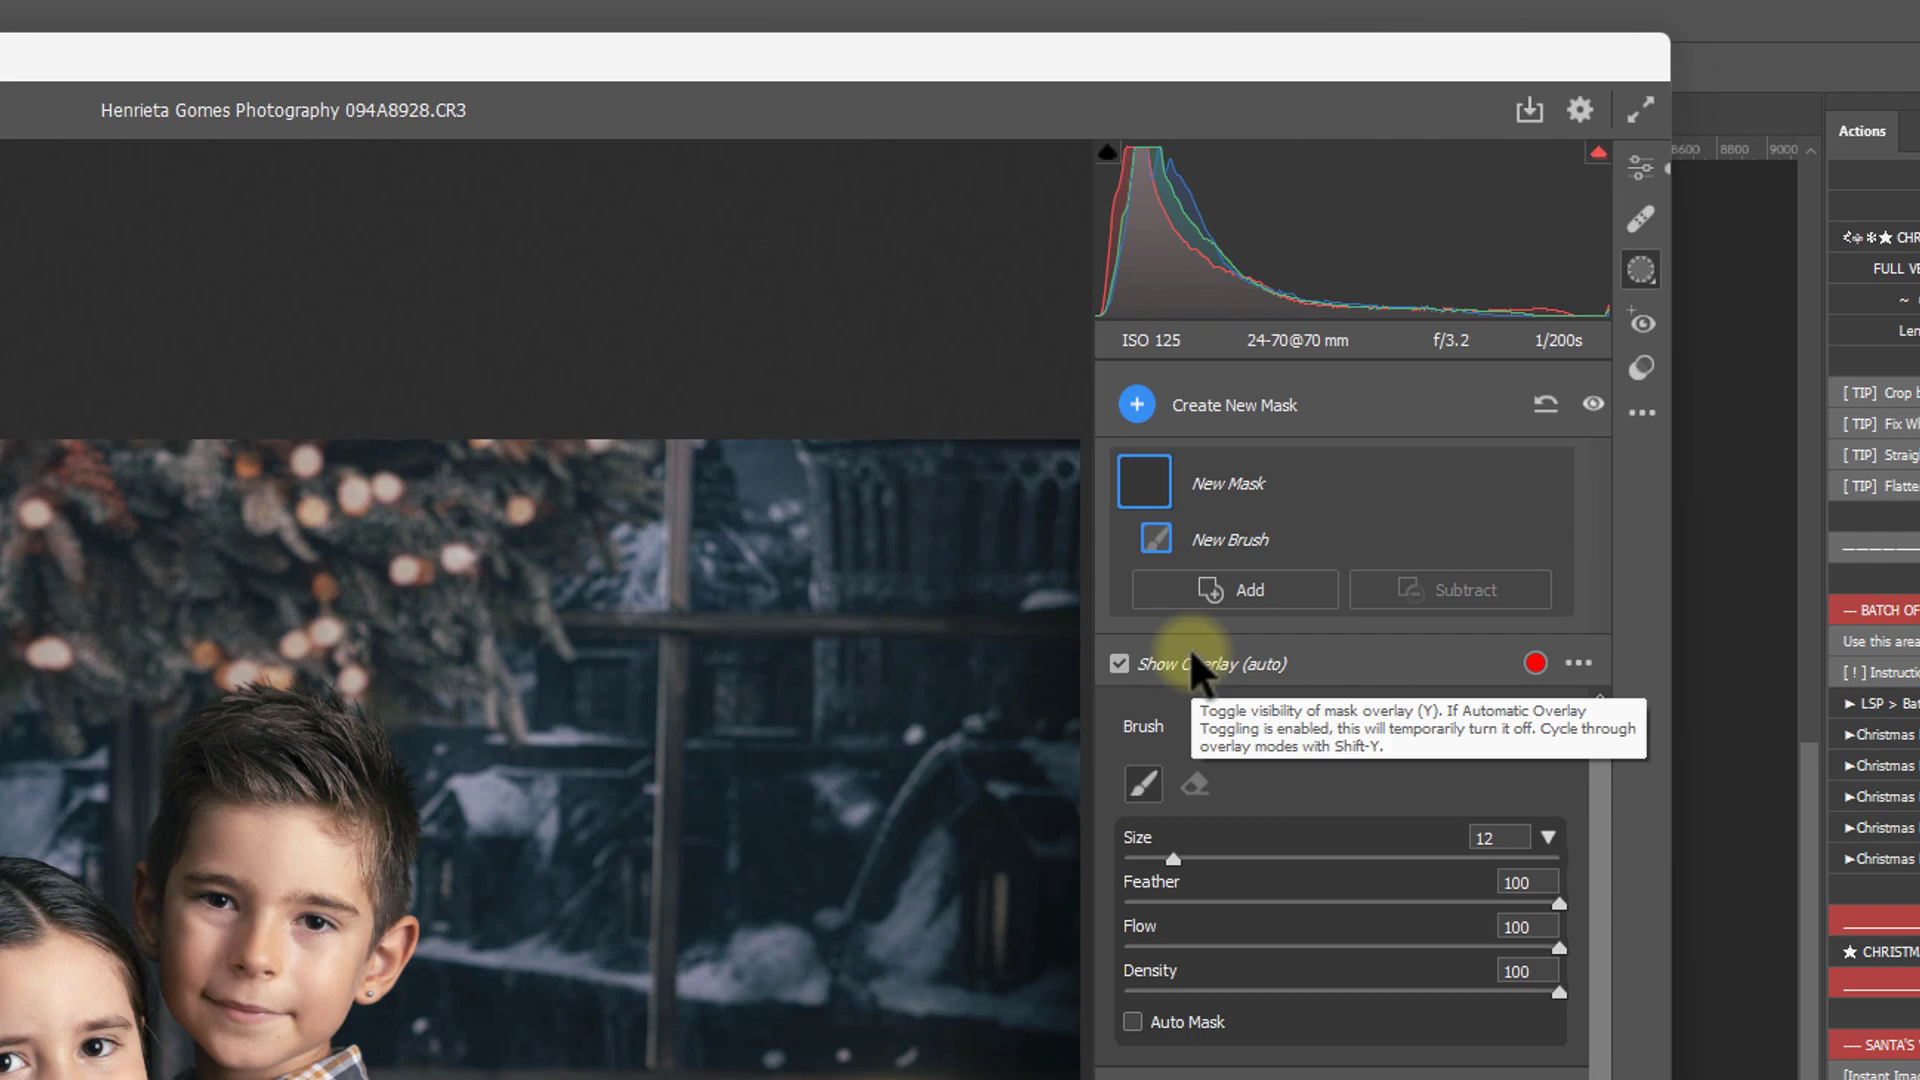 Henrieta Gomes Photography 094A8928.CR3
8600 8800 9000
Actions
ISO 125 24-70@70 mm f/3.2 1/200s
Create New Mask
New Mask
New Brush
Add Subtract
Show Overlay (auto)
Toggle visibility of mask overlay (Y). If Automatic Overlay
Toggling is enabled, this will temporarily turn it off. Cycle through
overlay modes with Shift-Y.
Brush
Size 12
Feather 100
Flow 100
Density 100
Auto Mask
CHR
FULL VE
Len
[ TIP] Crop b
[ TIP] Fix Wh
[ TIP] Straig
[ TIP] Flatte
--- BATCH OF
Use this area
[ ! ] Instructio
► LSP > Bat
►Christmas
►Christmas
►Christmas
►Christmas
►Christmas
★ CHRISTM
---- SANTA'S
[Instant Ima